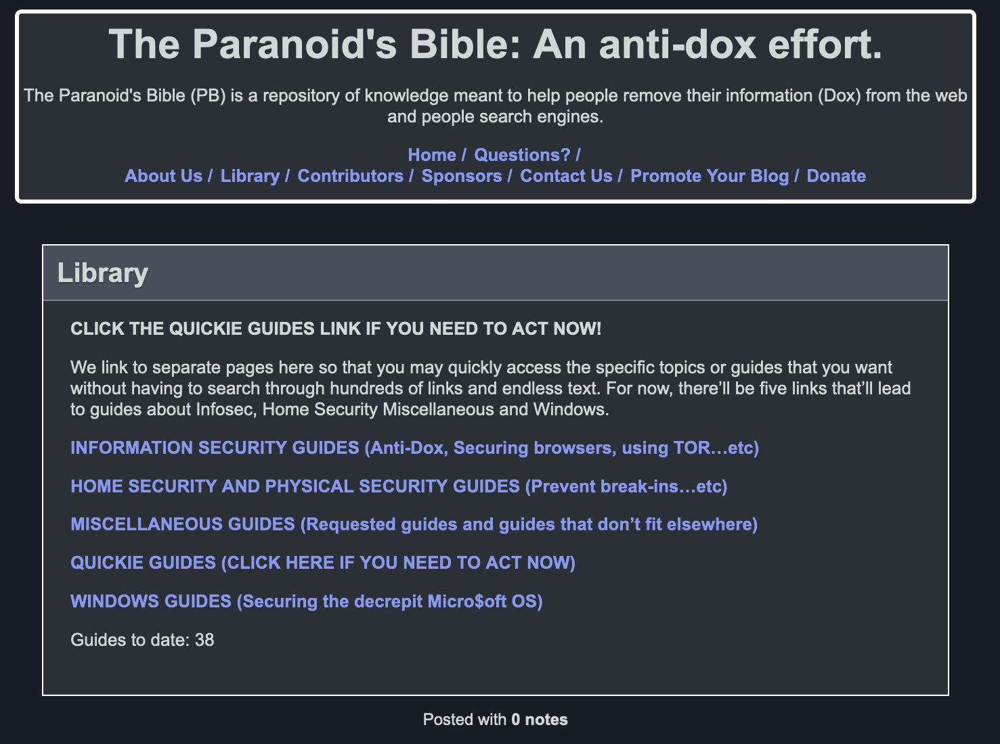 The Paranoid's Bible: An anti-dox effort.
The Paranoid's Bible (PB) is a repository of knowledge meant to help people remove their information (Dox) from the web
and people search engines.
Home / Questions? /
About Us / Library / Contributors / Sponsors / Contact Us / Promote Your Blog / Donate
Library
CLICK THE QUICKIE GUIDES LINK IF YOU NEED TO ACT NOW!
We link to separate pages here so that you may quickly access the specific topics or guides that you want
without having to search through hundreds of links and endless text. For now, there’ll be five links that’ll lead
to guides about Infosec, Home Security Miscellaneous and Windows.
INFORMATION SECURITY GUIDES (Anti-Dox, Securing browsers, using TOR…etc)
HOME SECURITY AND PHYSICAL SECURITY GUIDES (Prevent break-ins…etc)
MISCELLANEOUS GUIDES (Requested guides and guides that don’t fit elsewhere)
QUICKIE GUIDES (CLICK HERE IF YOU NEED TO ACT NOW)
WINDOWS GUIDES (Securing the decrepit Micro$oft OS)
Guides to date: 38
Posted with 0 notes